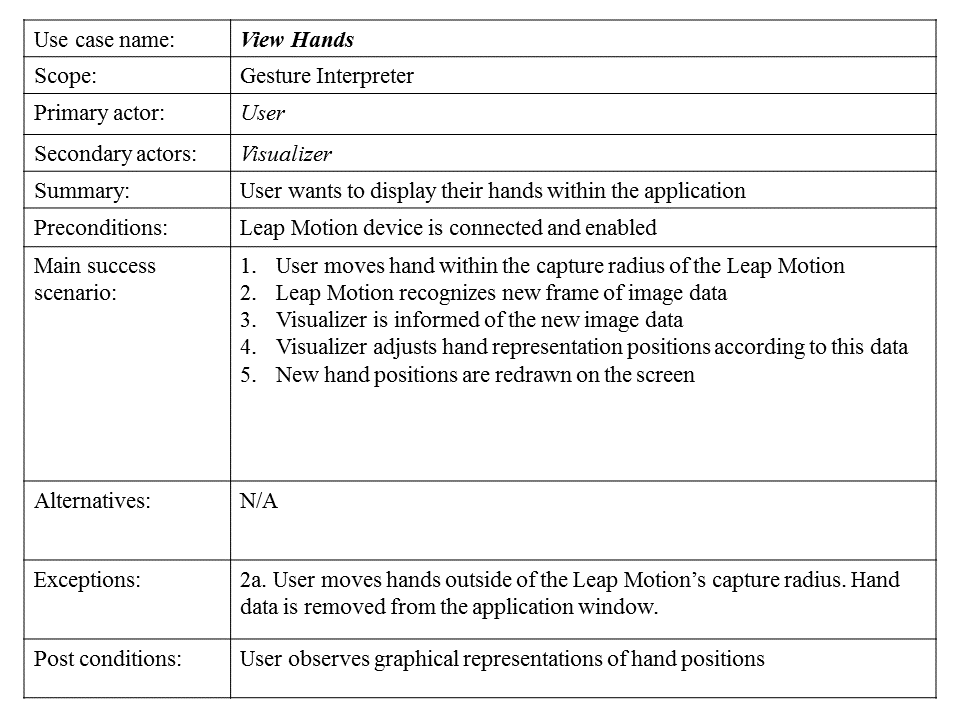 Use case name: View Hands
Scope: Gesture Interpreter
Primary actor: User
Secondary actors: Visualizer
Summary: User wants to display their hands within the application
Preconditions: Leap Motion device is connected and enabled
Main success scenario:
1. User moves hand within the capture radius of the Leap Motion
2. Leap Motion recognizes new frame of image data
3. Visualizer is informed of the new image data
4. Visualizer adjusts hand representation positions according to this data
5. New hand positions are redrawn on the screen
Alternatives: N/A
Exceptions: 2a. User moves hands outside of the Leap Motion’s capture radius. Hand
data is removed from the application window.
Post conditions: User observes graphical representations of hand positions